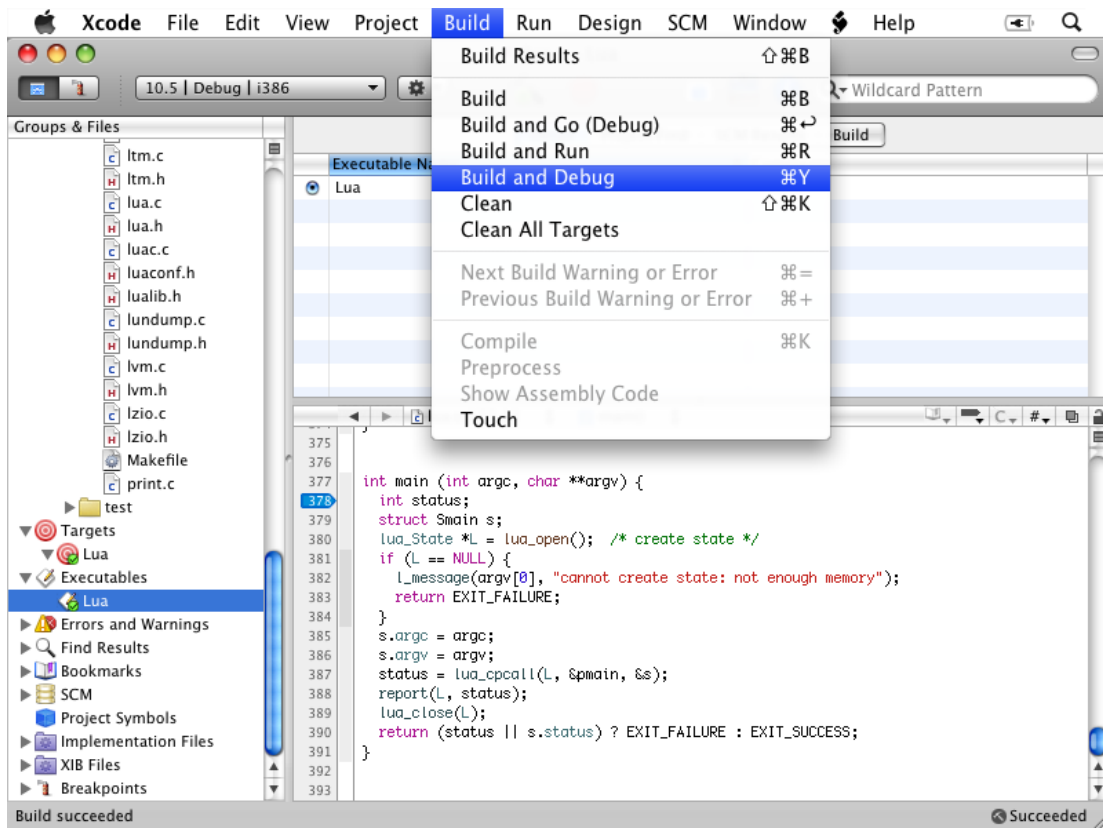 Xcode File Edit View Project Build Run Design SCM Window Help
Build Results ⇧⌘B
Build ⌘B
Build and Go (Debug) ⌘↩
Build and Run ⌘R
Build and Debug ⌘Y
Clean ⇧⌘K
Clean All Targets
Next Build Warning or Error ⌘=
Previous Build Warning or Error ⌘+
Compile ⌘K
Preprocess
Show Assembly Code
Touch
10.5 | Debug | i386
Wildcard Pattern
Groups & Files
Build
Executable
Lua
ltm.c
ltm.h
lua.c
lua.h
luac.c
luaconf.h
lualib.h
lundump.c
lundump.h
lvm.c
lvm.h
lzio.c
lzio.h
Makefile
print.c
test
Targets
Lua
Executables
Lua
Errors and Warnings
Find Results
Bookmarks
SCM
Project Symbols
Implementation Files
XIB Files
Breakpoints
C #
375
376
377 int main (int argc, char **argv) {
378 int status;
379 struct Smain s;
380 lua_State *L = lua_open(); /* create state */
381 if (L == NULL) {
382 l_message(argv[0], "cannot create state: not enough memory");
383 return EXIT_FAILURE;
384 }
385 s.argc = argc;
386 s.argv = argv;
387 status = lua_cpcall(L, &pmain, &s);
388 report(L, status);
389 lua_close(L);
390 return (status || s.status) ? EXIT_FAILURE : EXIT_SUCCESS;
391 }
392
393
Build succeeded
Succeeded